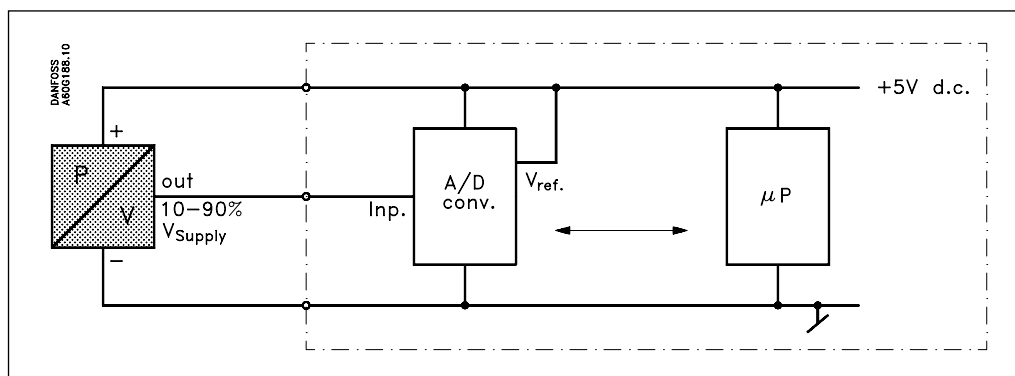 DANFOSS
A60G188.10
+5V d.c.
+
P
V
out
10-90%
VSupply
-
Inp.
A/D
conv.
Vref.
μP